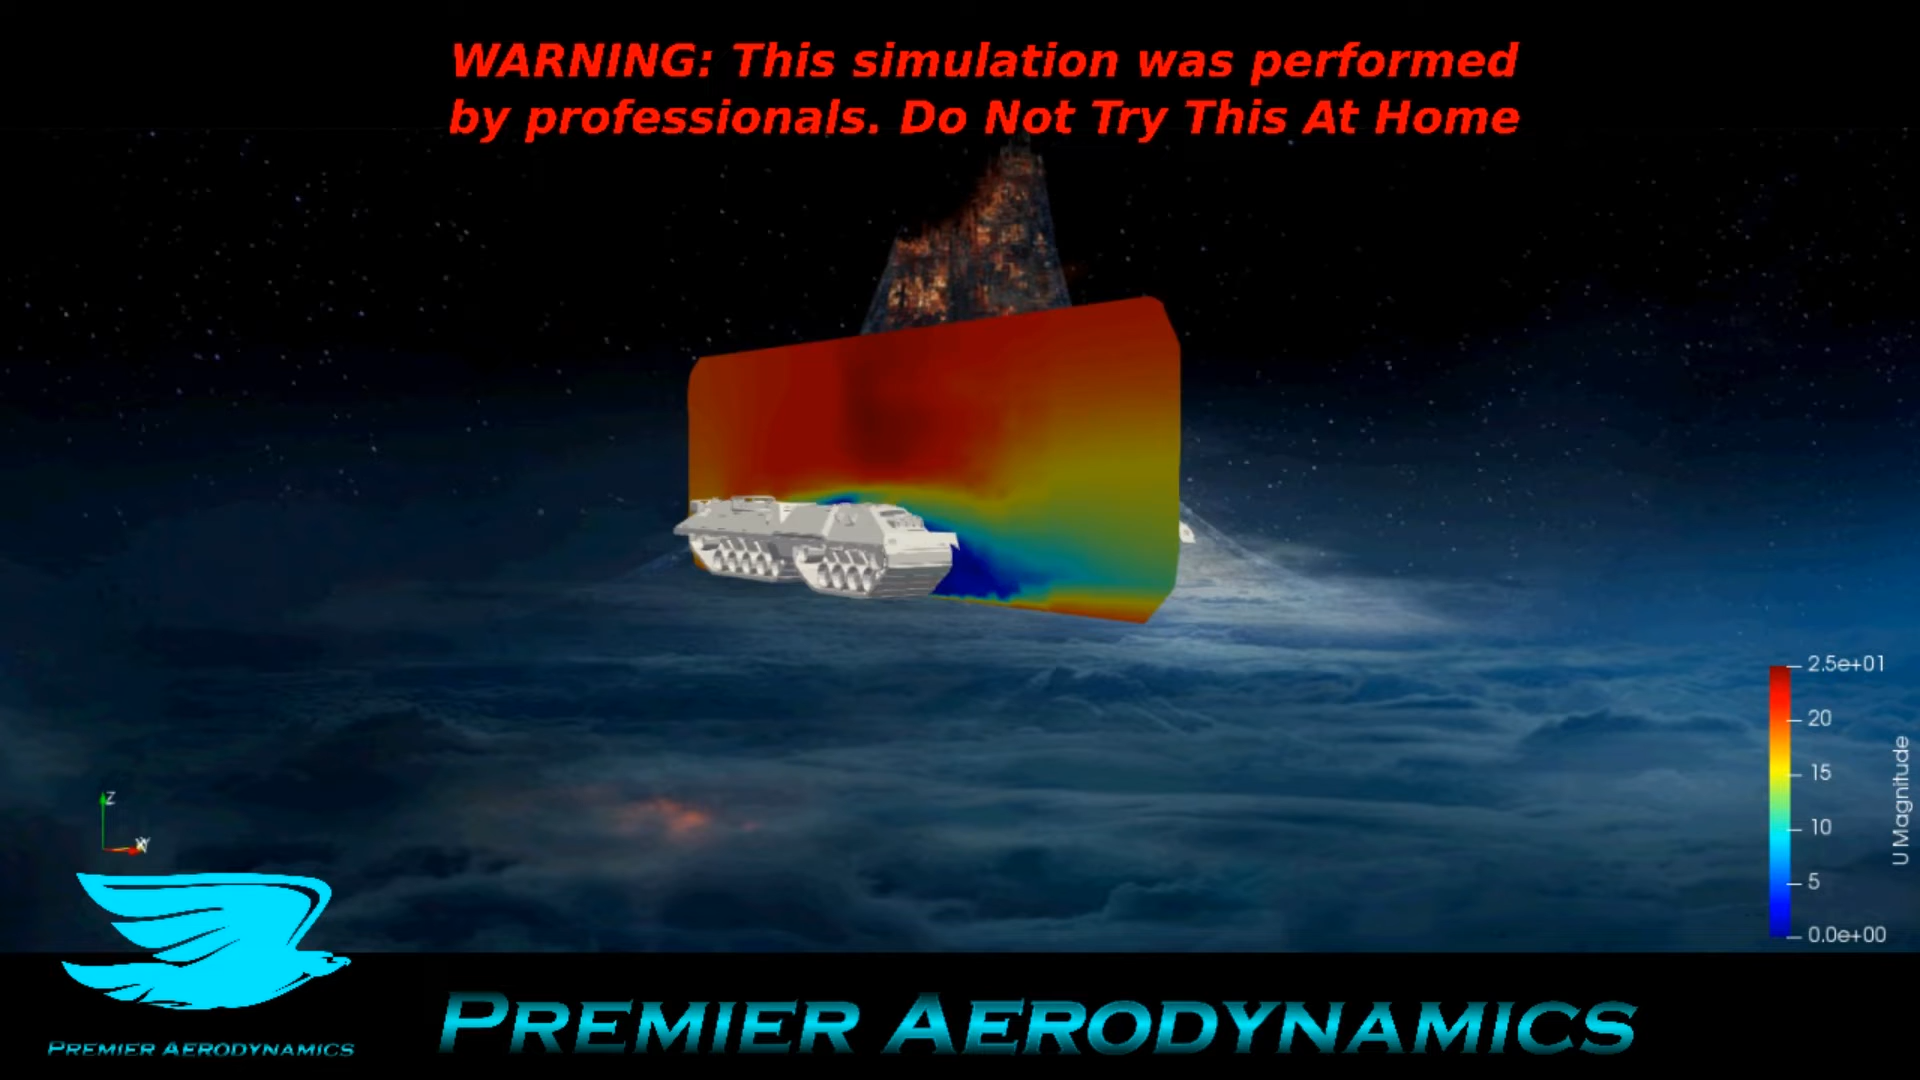 WARNING: This simulation was performed
by professionals. Do Not Try This At Home
2.5e+01
20
15
10
5
0.0e+00
U Magnitude
Z
PREMIER AERODYNAMICS
PREMIER AERODYNAMICS